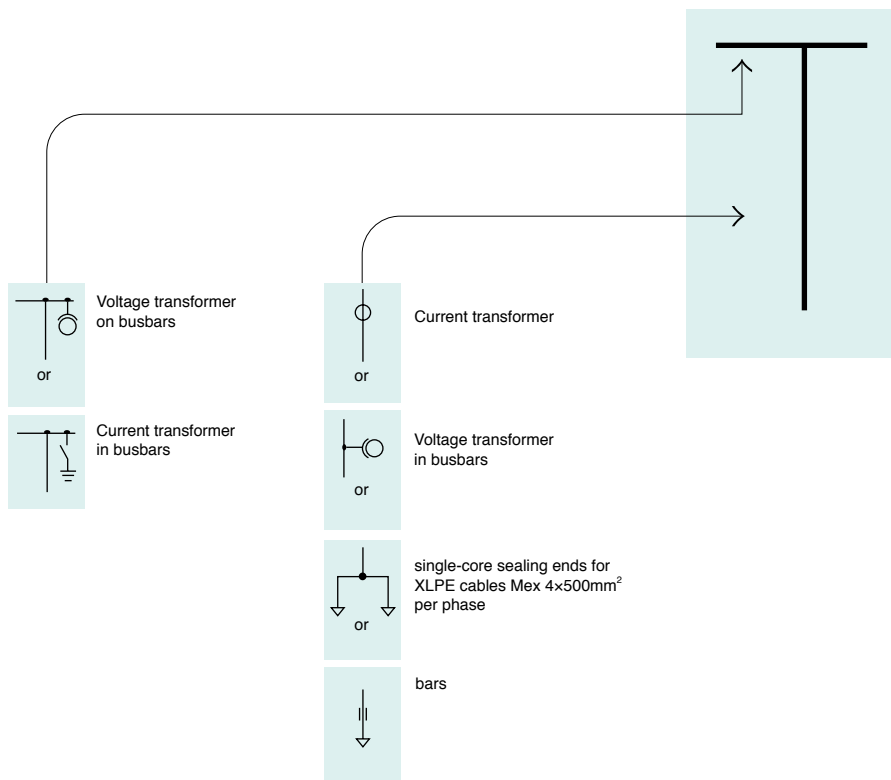 Voltage transformer
on busbars
or
Current transformer
in busbars
Current transformer
or
Voltage transformer
in busbars
or
single-core sealing ends for
XLPE cables Mex 4×500mm²
per phase
or
bars